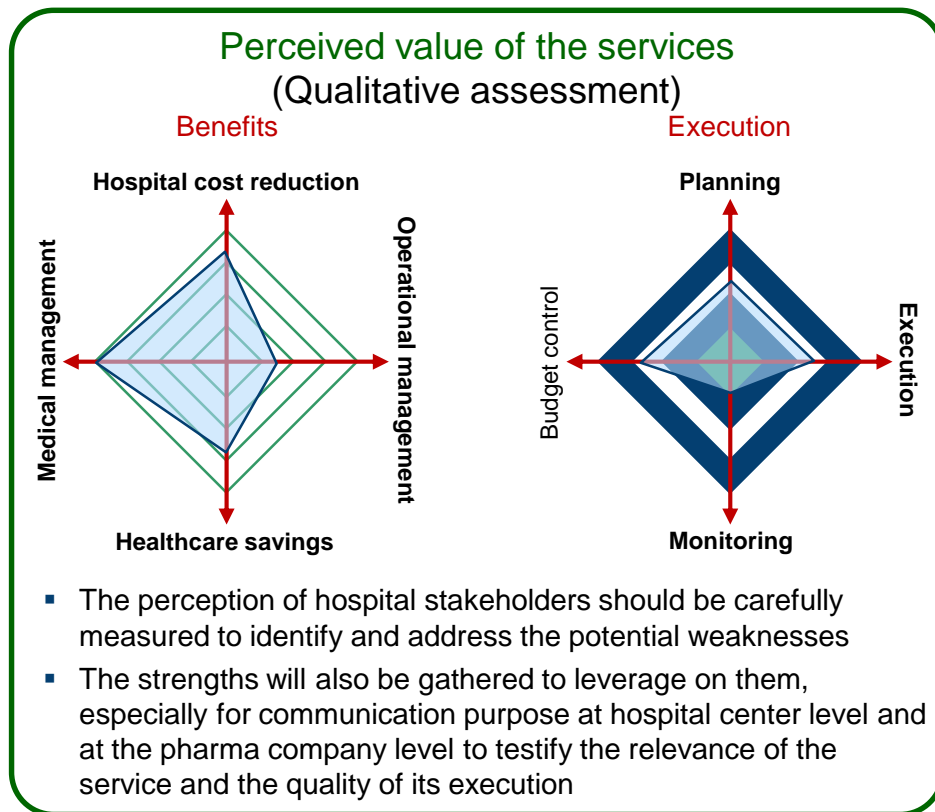 Perceived value of the services
(Qualitative assessment)
Benefits
Execution
Hospital cost reduction
Planning
Medical management
Operational management
Budget control
Execution
Healthcare savings
Monitoring
▪ The perception of hospital stakeholders should be carefully
measured to identify and address the potential weaknesses
▪ The strengths will also be gathered to leverage on them,
especially for communication purpose at hospital center level and
at the pharma company level to testify the relevance of the
service and the quality of its execution